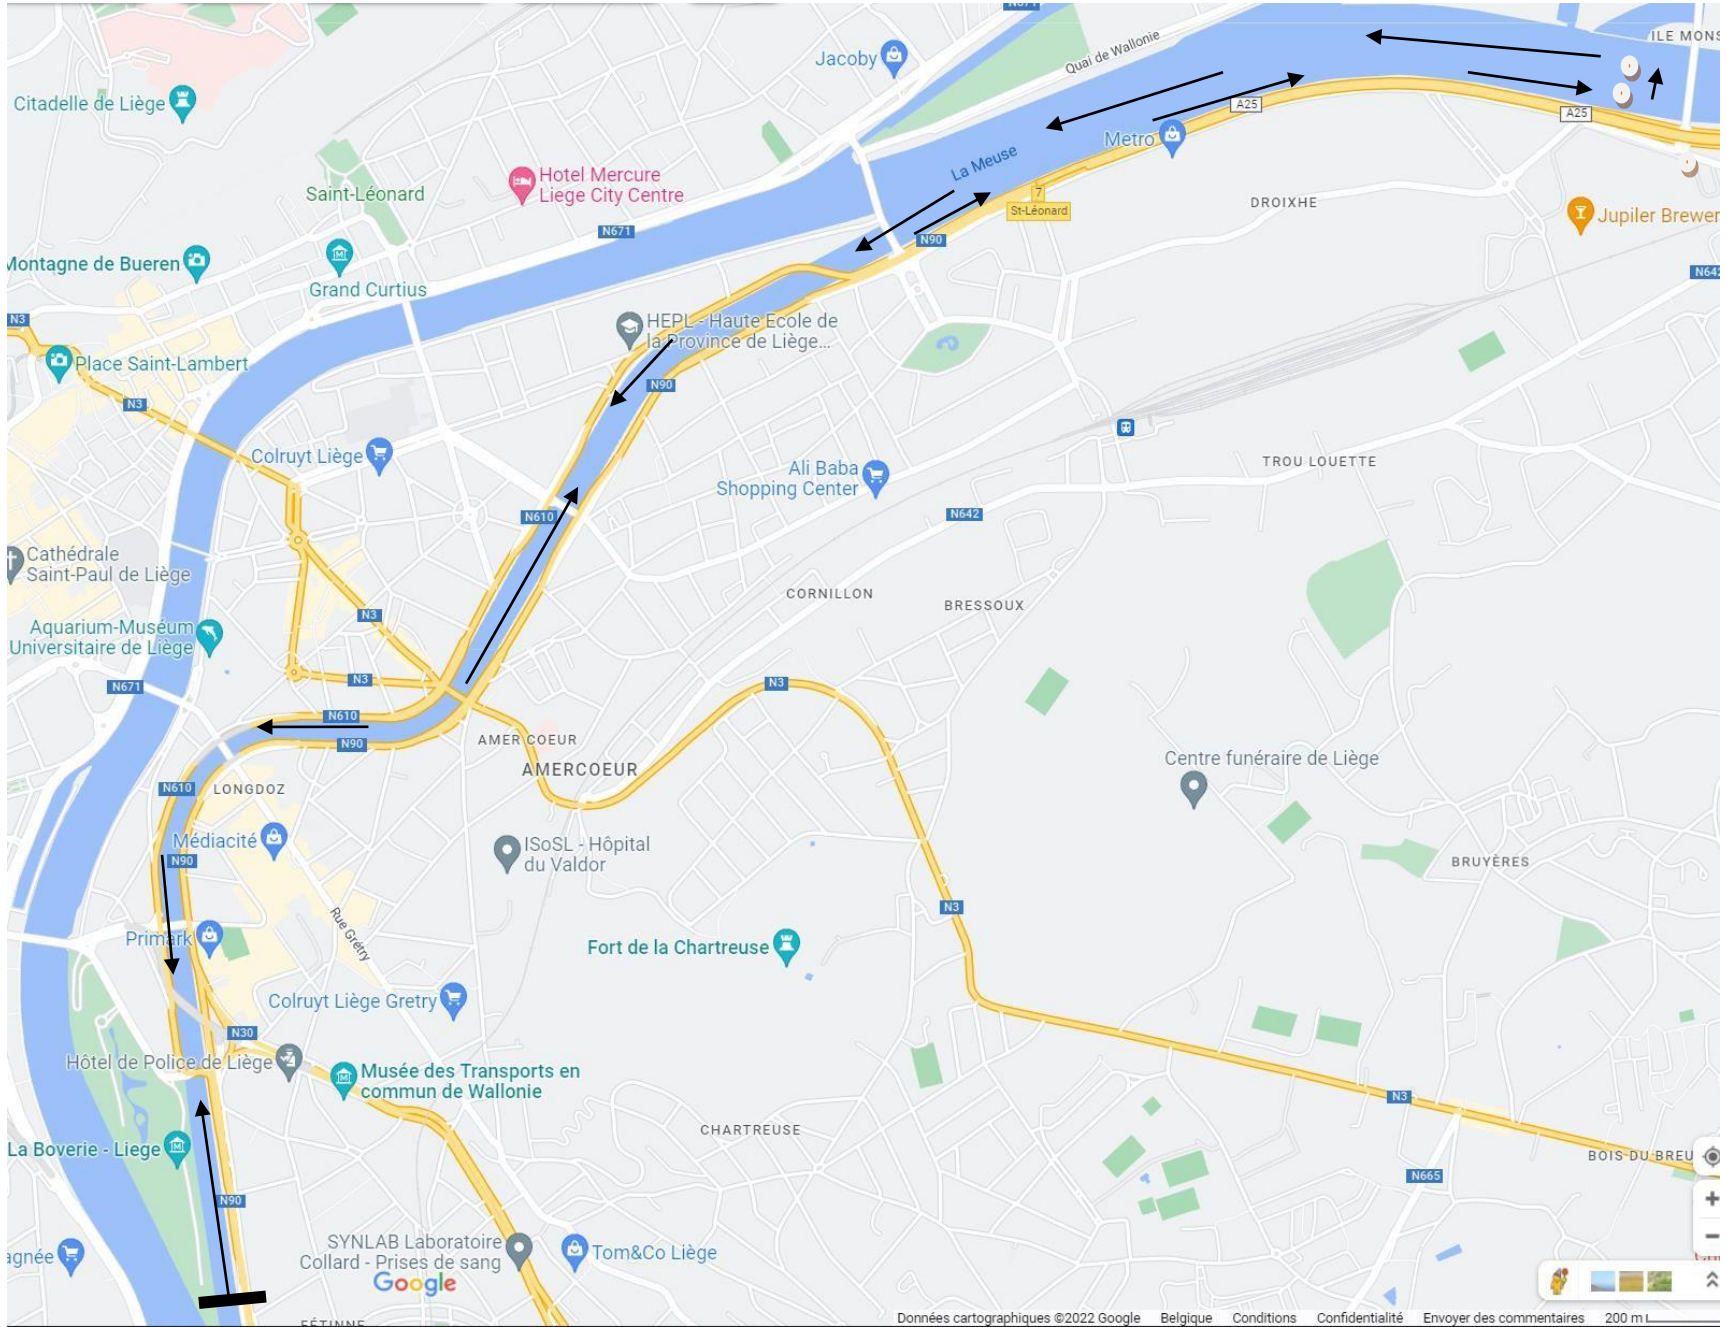 N671
ILE MONS
Jacoby
Quai de Wallonie
Citadelle de Liège
A25
A25
Metro
La Meuse
Hotel Mercure
Liege City Centre
Saint-Léonard
7
St-Léonard
DROIXHE
Jupiler Brewer
N671
N90
Montagne de Bueren
N642
Grand Curtius
N3
HEPL - Haute Ecole de
la Province de Liège...
Place Saint-Lambert
N90
N3
Colruyt Liège
Ali Baba
Shopping Center
TROU LOUETTE
N610
N642
Cathédrale
Saint-Paul de Liège
CORNILLON
BRESSOUX
N3
Aquarium-Muséum
Universitaire de Liège
N671
N3
N3
N610
N90
AMER COEUR
AMERCOEUR
Centre funéraire de Liège
N610
LONGDOZ
Médiacité
N90
ISoSL - Hôpital
du Valdor
BRUYÈRES
N3
Rue Grétry
Primark
Fort de la Chartreuse
Colruyt Liège Gretry
N30
Hôtel de Police de Liège
Musée des Transports en
commun de Wallonie
N3
CHARTREUSE
La Boverie - Liege
BOIS DU BREU
N665
N90
SYNLAB Laboratoire
Collard - Prises de sang
agnée
Tom&Co Liège
Google
FÉTINNE
Données cartographiques ©2022 Google Belgique Conditions Confidentialité Envoyer des commentaires 200 m